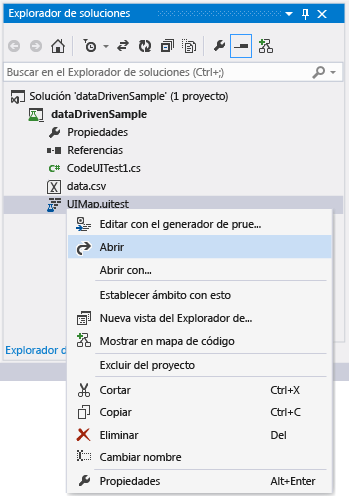 Explorador de soluciones
Buscar en el Explorador de soluciones (Ctrl+;)
Solución 'dataDrivenSample' (1 proyecto)
dataDrivenSample
Propiedades
Referencias
CodeUITest1.cs
data.csv
UIMap.uitest
Editar con el generador de prue...
Abrir
Abrir con...
Establecer ámbito con esto
Nueva vista del Explorador de...
Mostrar en mapa de código
Explorador d
Excluir del proyecto
Cortar Ctrl+X
Copiar Ctrl+C
Eliminar Del
Cambiar nombre
Propiedades Alt+Enter